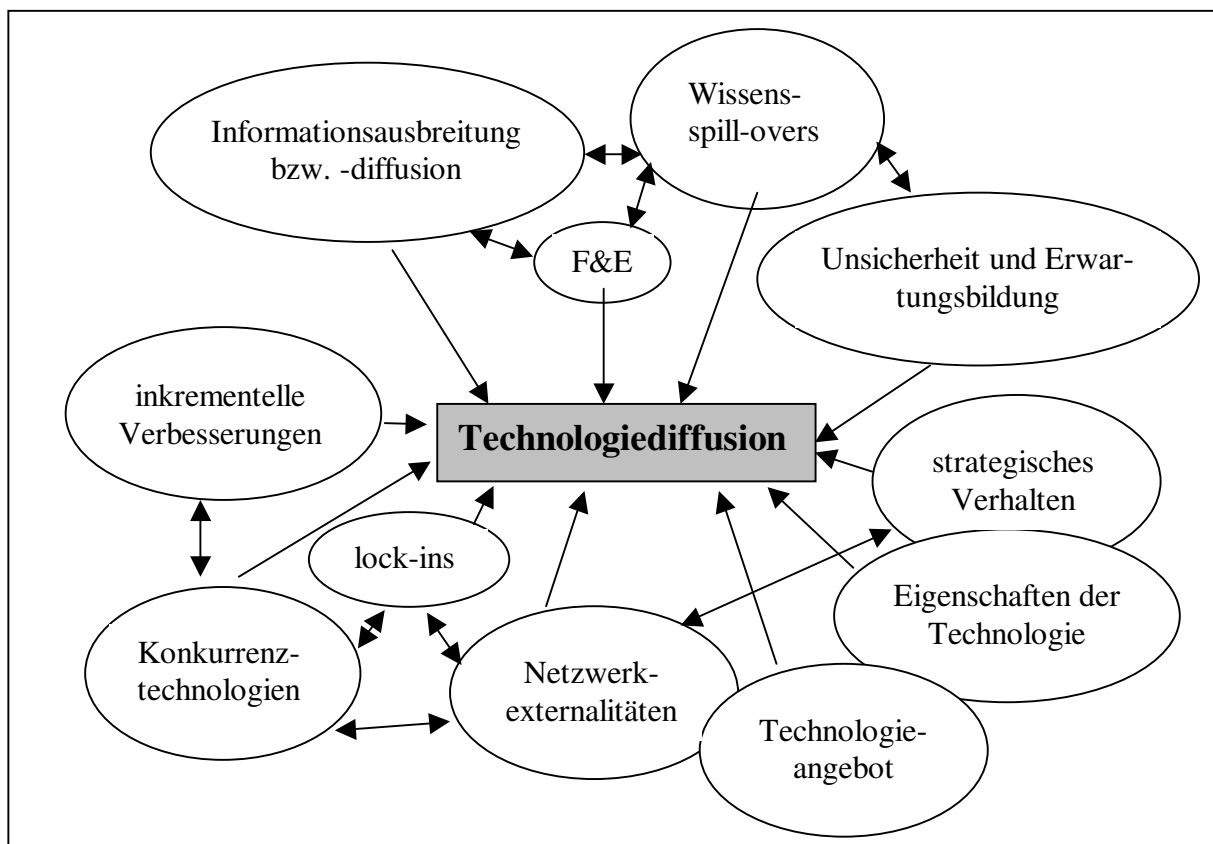 Informationsausbreitung
bzw. -diffusion
Wissens-
spill-overs
F&E
Unsicherheit und Erwar-
tungsbildung
inkrementelle
Verbesserungen
Technologiediffusion
strategisches
Verhalten
lock-ins
Eigenschaften der
Technologie
Konkurrenz-
technologien
Netzwerk-
externalitäten
Technologie-
angebot